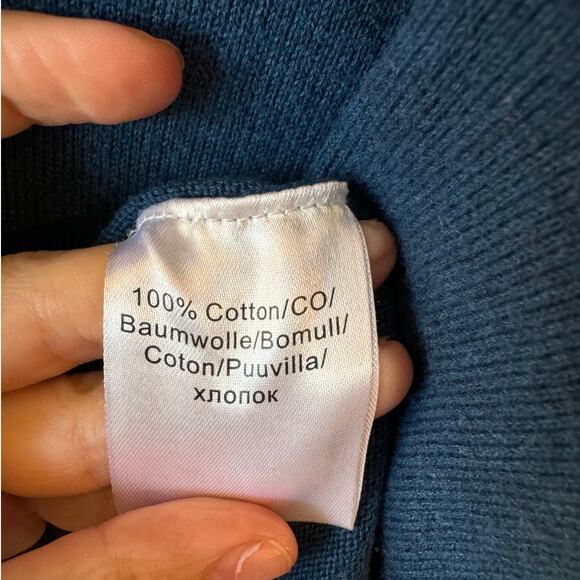 100% Cotton/CO/
Baumwolle/Bomull/
Coton/Puuvilla/
хлопок